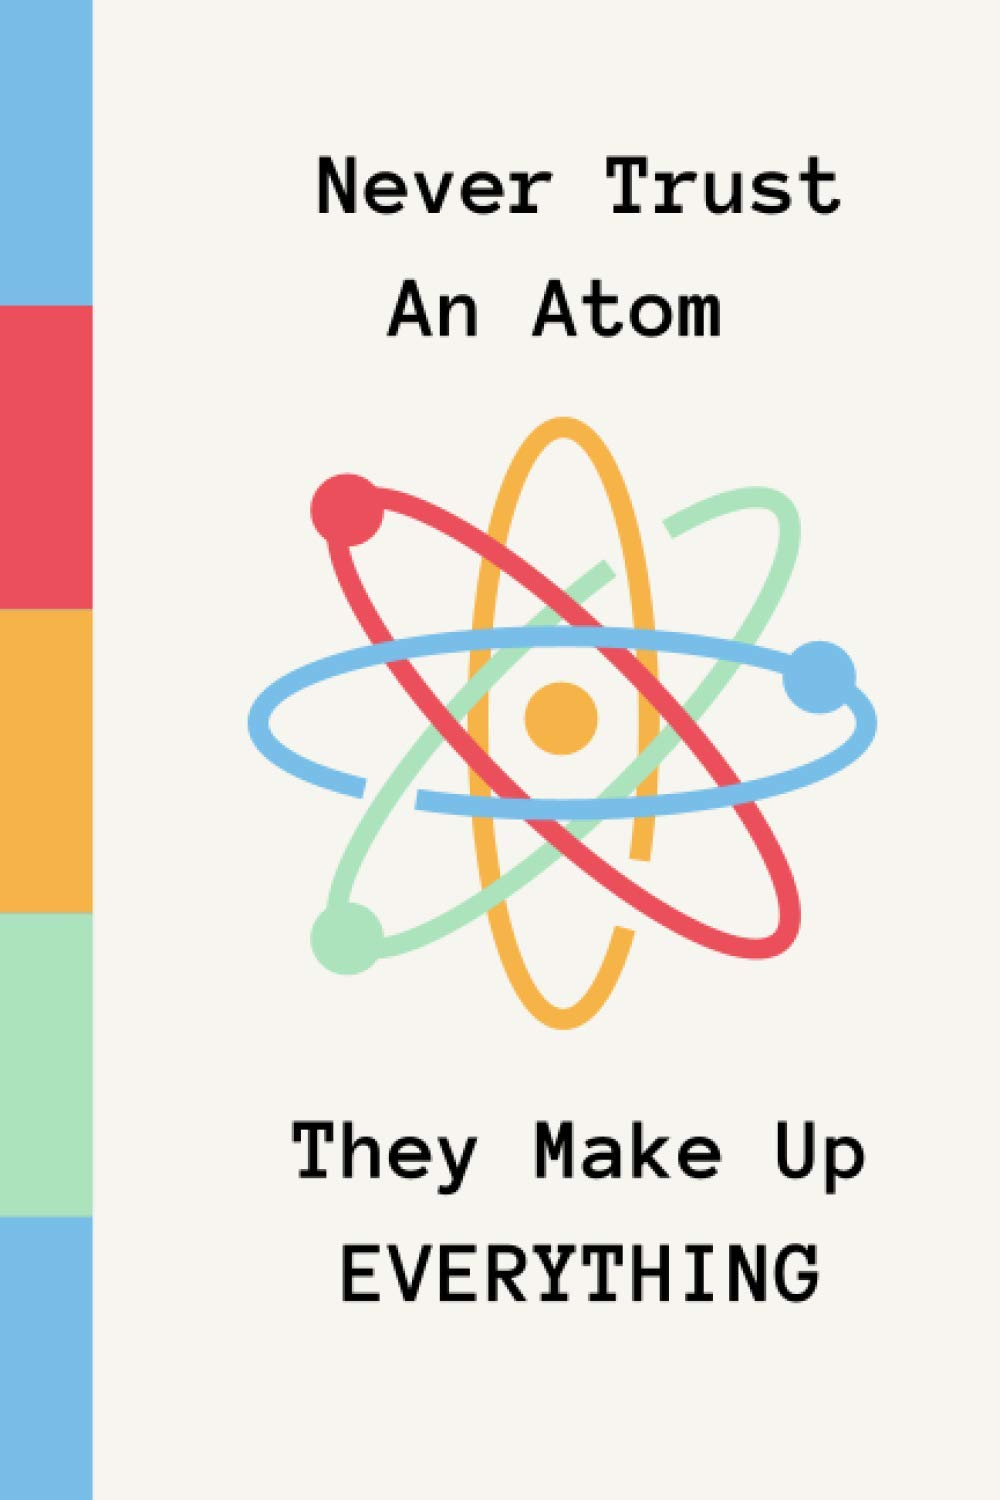 Never Trust
An Atom
They Make Up
EVERYTHING